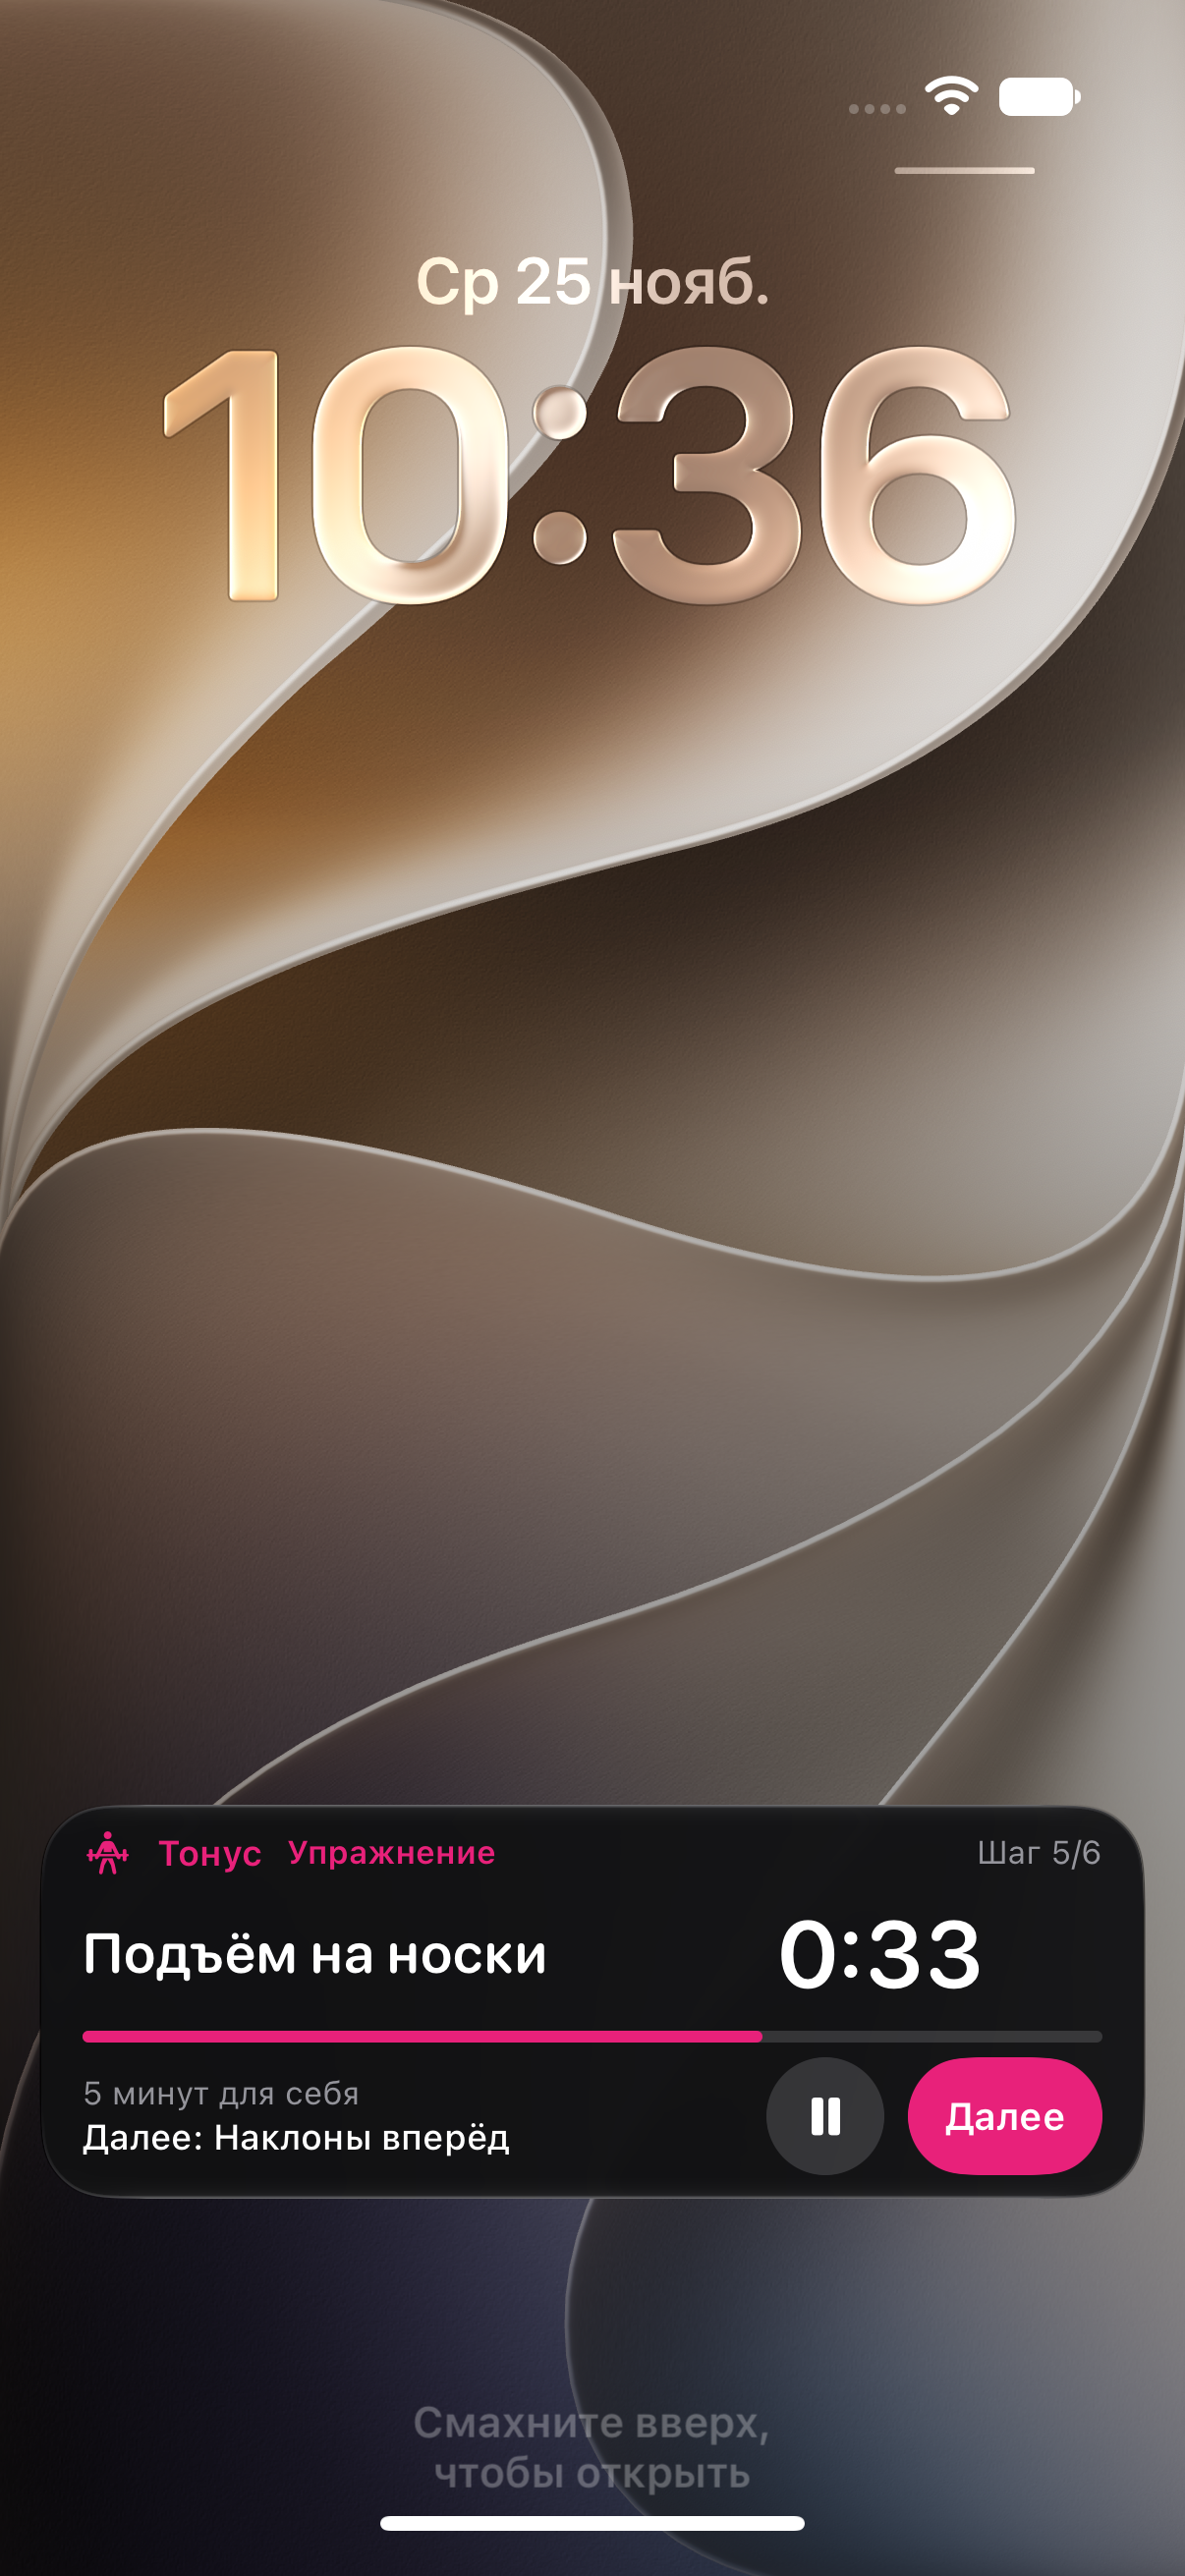 Ср 25 нояб.
10:36
Тонус Упражнение Шаг 5/6
Подъём на носки 0:33
5 минут для себя
Далее: Наклоны вперёд
Далее
Смахните вверх,
чтобы открыть